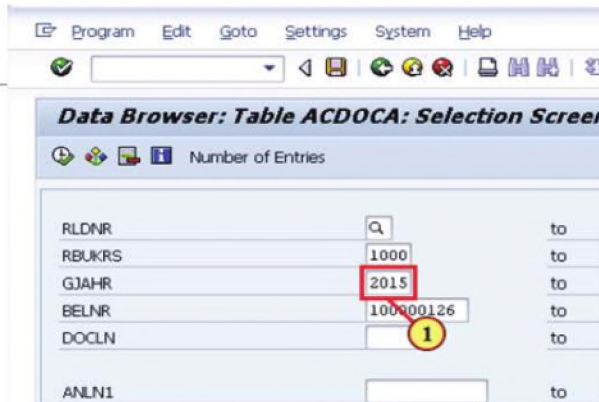 Program Edit Goto Settings System Help
Data Browser: Table ACDOCA: Selection Screen
Number of Entries
RLDNR to
RBUKRS 1000 to
GJAHR 2015 to
BELNR 100000126 to
DOCLN to
1
ANLN1 to